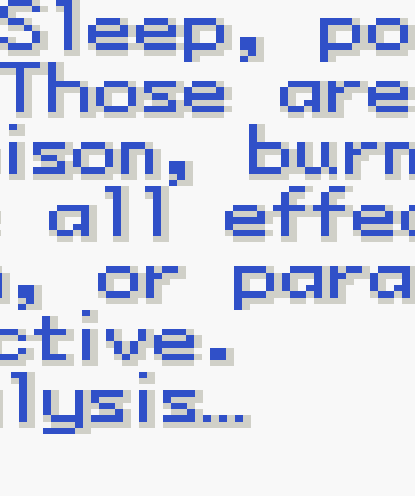 Sleep, po
Those are
ison, burn
all effec
, or para
ctive.
lysis...